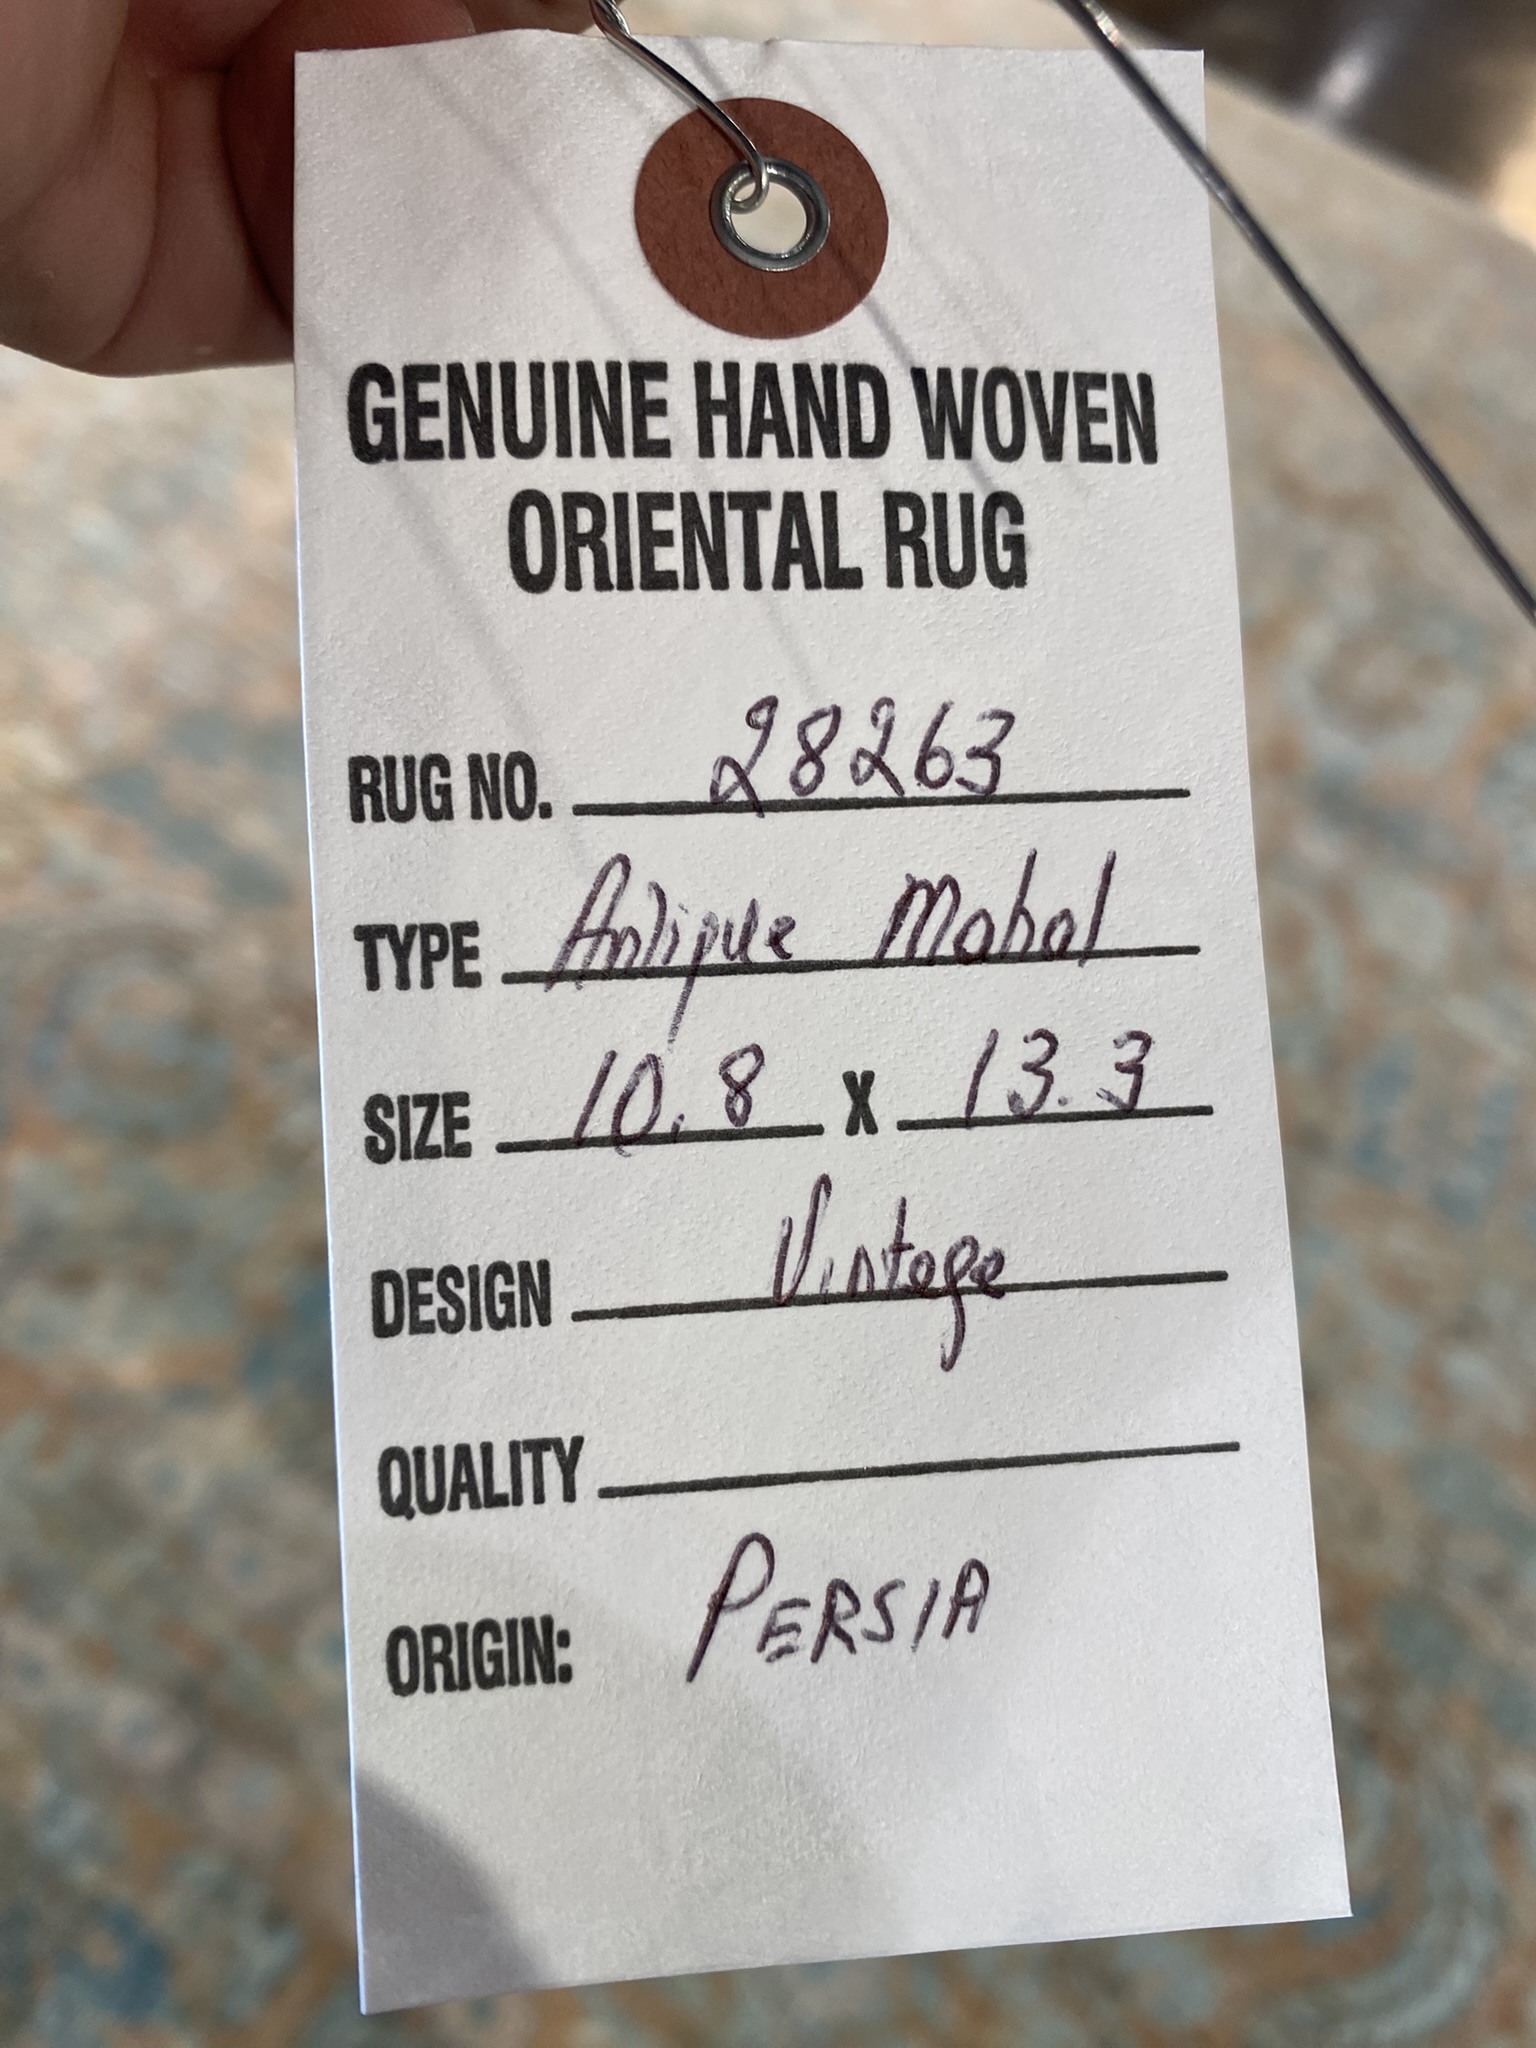 GENUINE HAND WOVEN
ORIENTAL RUG
RUG NO. 28263
TYPE Antique Mahal
SIZE 10.8 X 13.3
DESIGN Vintage
QUALITY
ORIGIN: PERSIA